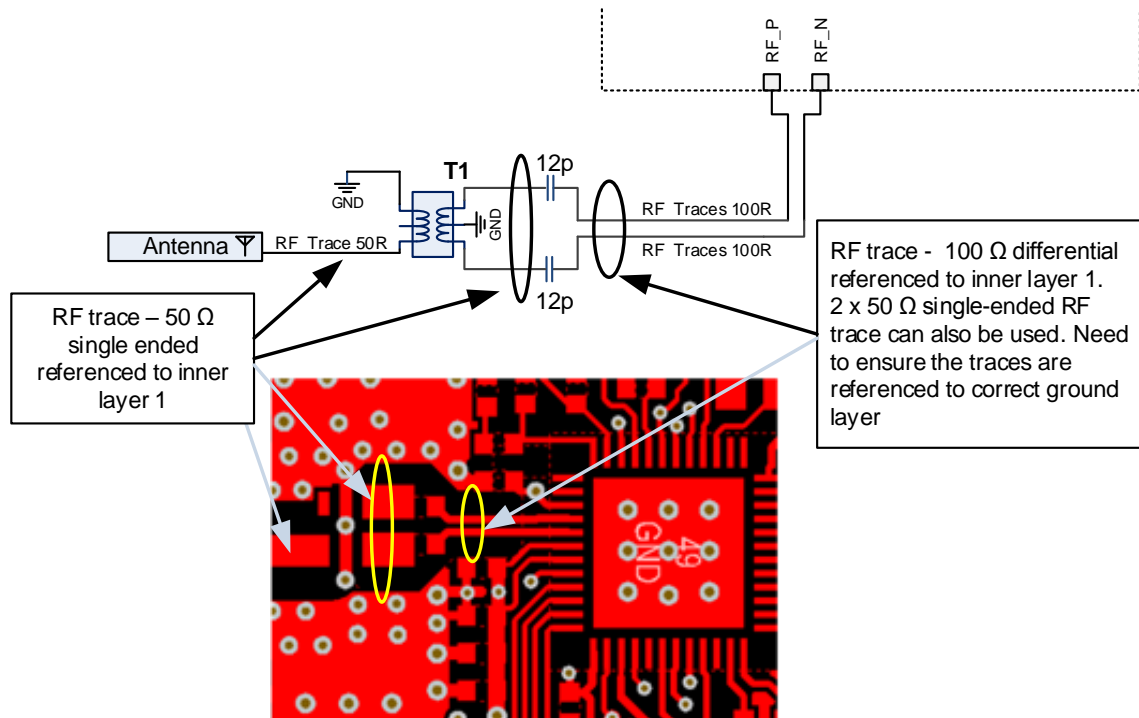 RF_P
RF_N
T1
12p
GND
GND
RF Traces 100R
Antenna
RF Trace 50R
RF Traces 100R
12p
RF trace – 50 Ω
single ended
referenced to inner
layer 1
RF trace - 100 Ω differential
referenced to inner layer 1.
2 x 50 Ω single-ended RF
trace can also be used. Need
to ensure the traces are
referenced to correct ground
layer
49
GND